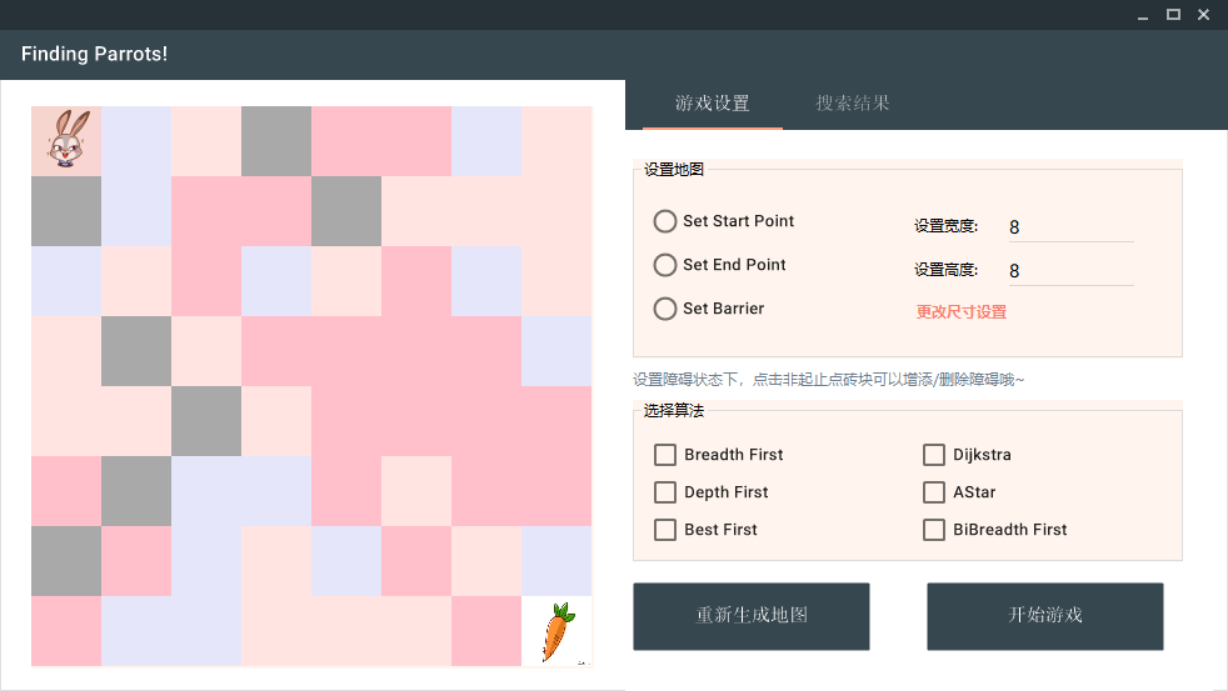 Finding Parrots!
游戏设置
搜索结果
设置地图
Set Start Point
设置宽度: 8
Set End Point
设置高度: 8
Set Barrier
更改尺寸设置
设置障碍状态下，点击非起止点砖块可以增添/删除障碍哦~
选择算法
Breadth First
Dijkstra
Depth First
AStar
Best First
BiBreadth First
重新生成地图
开始游戏